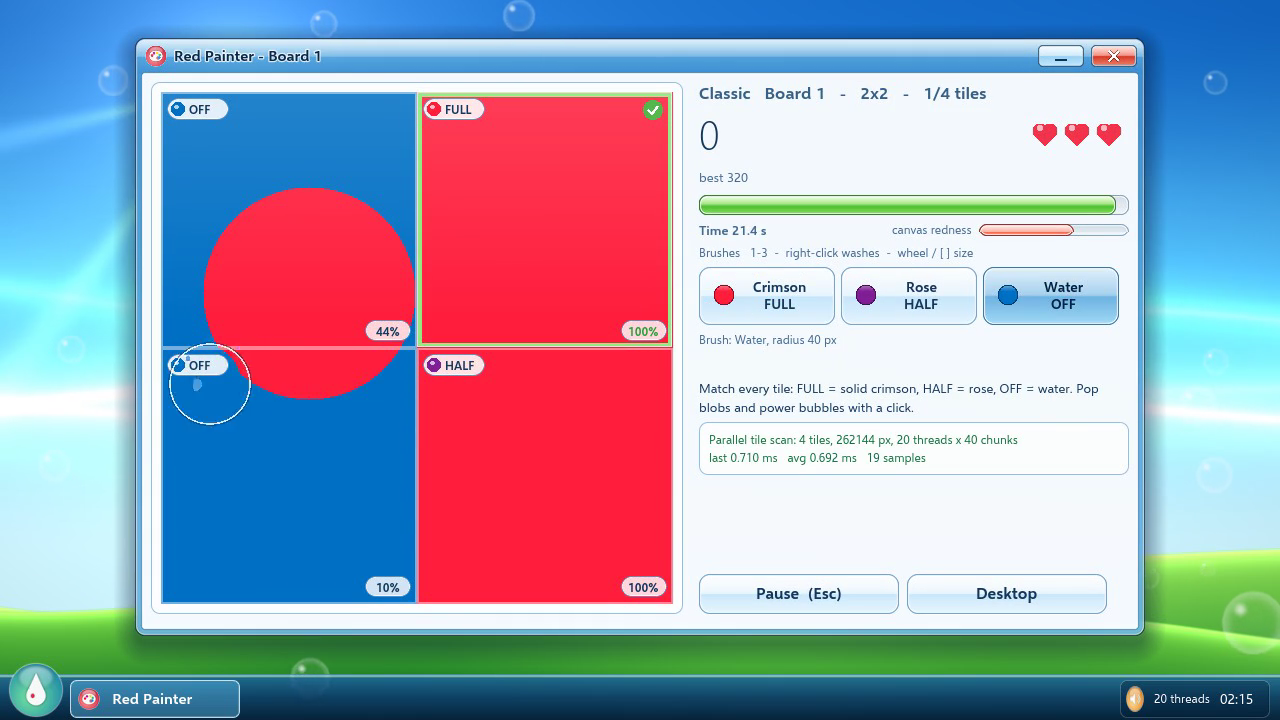 Red Painter - Board 1
OFF
FULL
44%
100%
OFF
HALF
10%
100%
Classic Board 1 - 2x2 - 1/4 tiles
0
best 320
Time 21.4 s
canvas redness
Brushes 1-3 - right-click washes - wheel / [ ] size
Crimson
FULL
Rose
HALF
Water
OFF
Brush: Water, radius 40 px
Match every tile: FULL = solid crimson, HALF = rose, OFF = water. Pop
blobs and power bubbles with a click.
Parallel tile scan: 4 tiles, 262144 px, 20 threads x 40 chunks
last 0.710 ms avg 0.692 ms 19 samples
Pause (Esc)
Desktop
Red Painter
20 threads
02:15